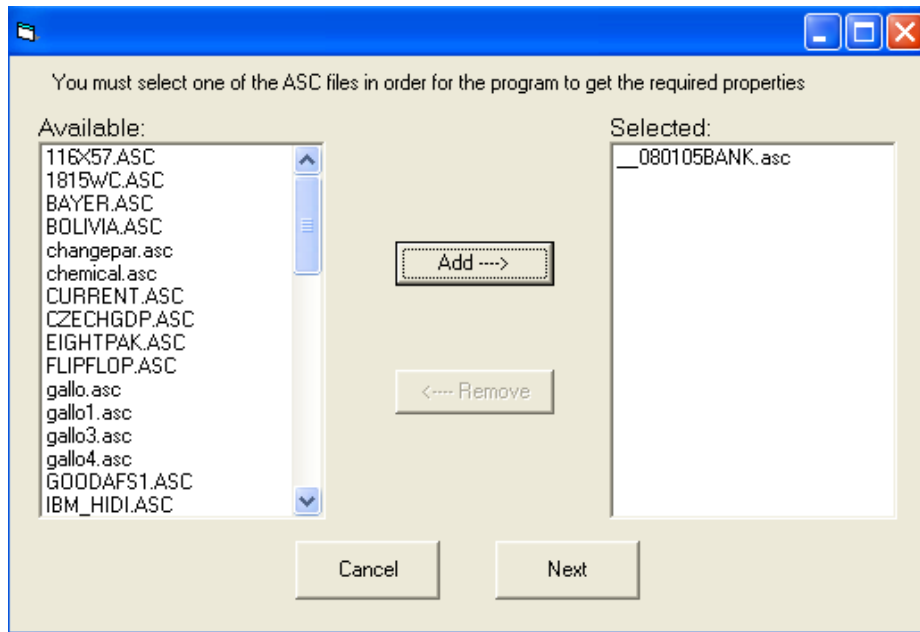 You must select one of the ASC files in order for the program to get the required properties
Available:
116X57.ASC
1815WC.ASC
BAYER.ASC
BOLIVIA.ASC
changepar.asc
chemical.asc
CURRENT.ASC
CZECHGDP.ASC
EIGHTPAK.ASC
FLIPFLOP.ASC
gallo.asc
gallo1.asc
gallo3.asc
gallo4.asc
GOODAFS1.ASC
IBM_HIDI.ASC
Add ---->
<---- Remove
Selected:
__080105BANK.asc
Cancel
Next